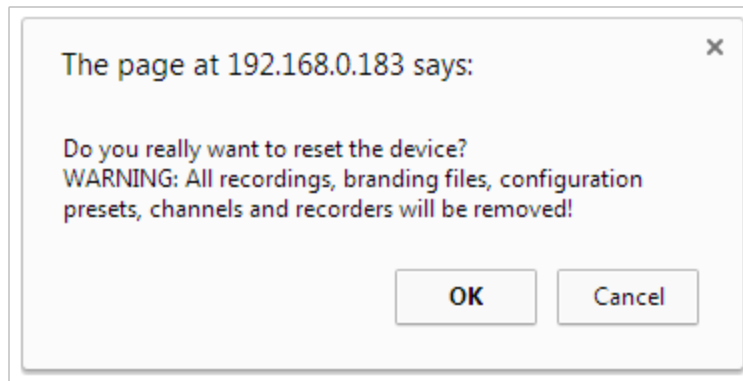 The page at 192.168.0.183 says:
Do you really want to reset the device?
WARNING: All recordings, branding files, configuration
presets, channels and recorders will be removed!
OK
Cancel